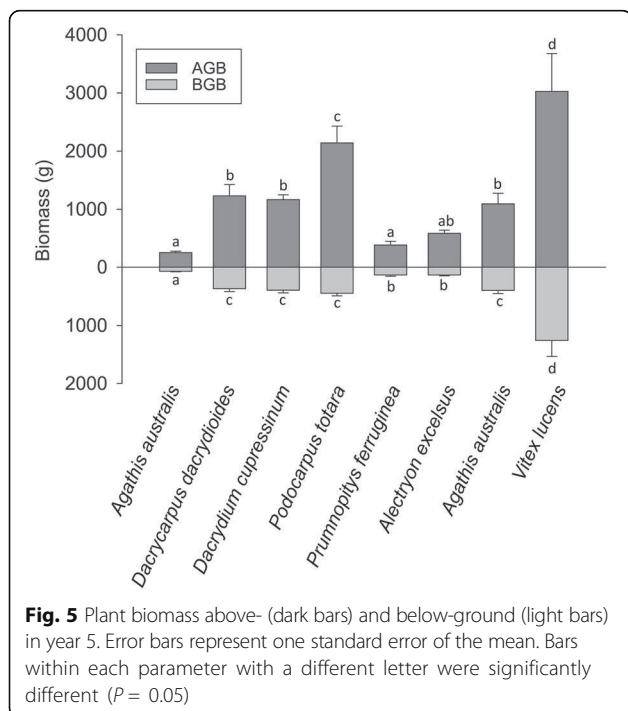 4000
3000
2000
1000
0
1000
2000
Biomass (g)
AGB
BGB
a
b
b
c
a
ab
b
d
a
c
c
c
b
b
c
d
Agathis australis
Dacrycarpus dacrydioides
Dacrydium cupressinum
Podocarpus totara
Prumnopitys ferruginea
Alectryon excelsus
Agathis australis
Vitex lucens
Fig. 5 Plant biomass above- (dark bars) and below-ground (light bars)
in year 5. Error bars represent one standard error of the mean. Bars
within each parameter with a different letter were significantly
different (P = 0.05)